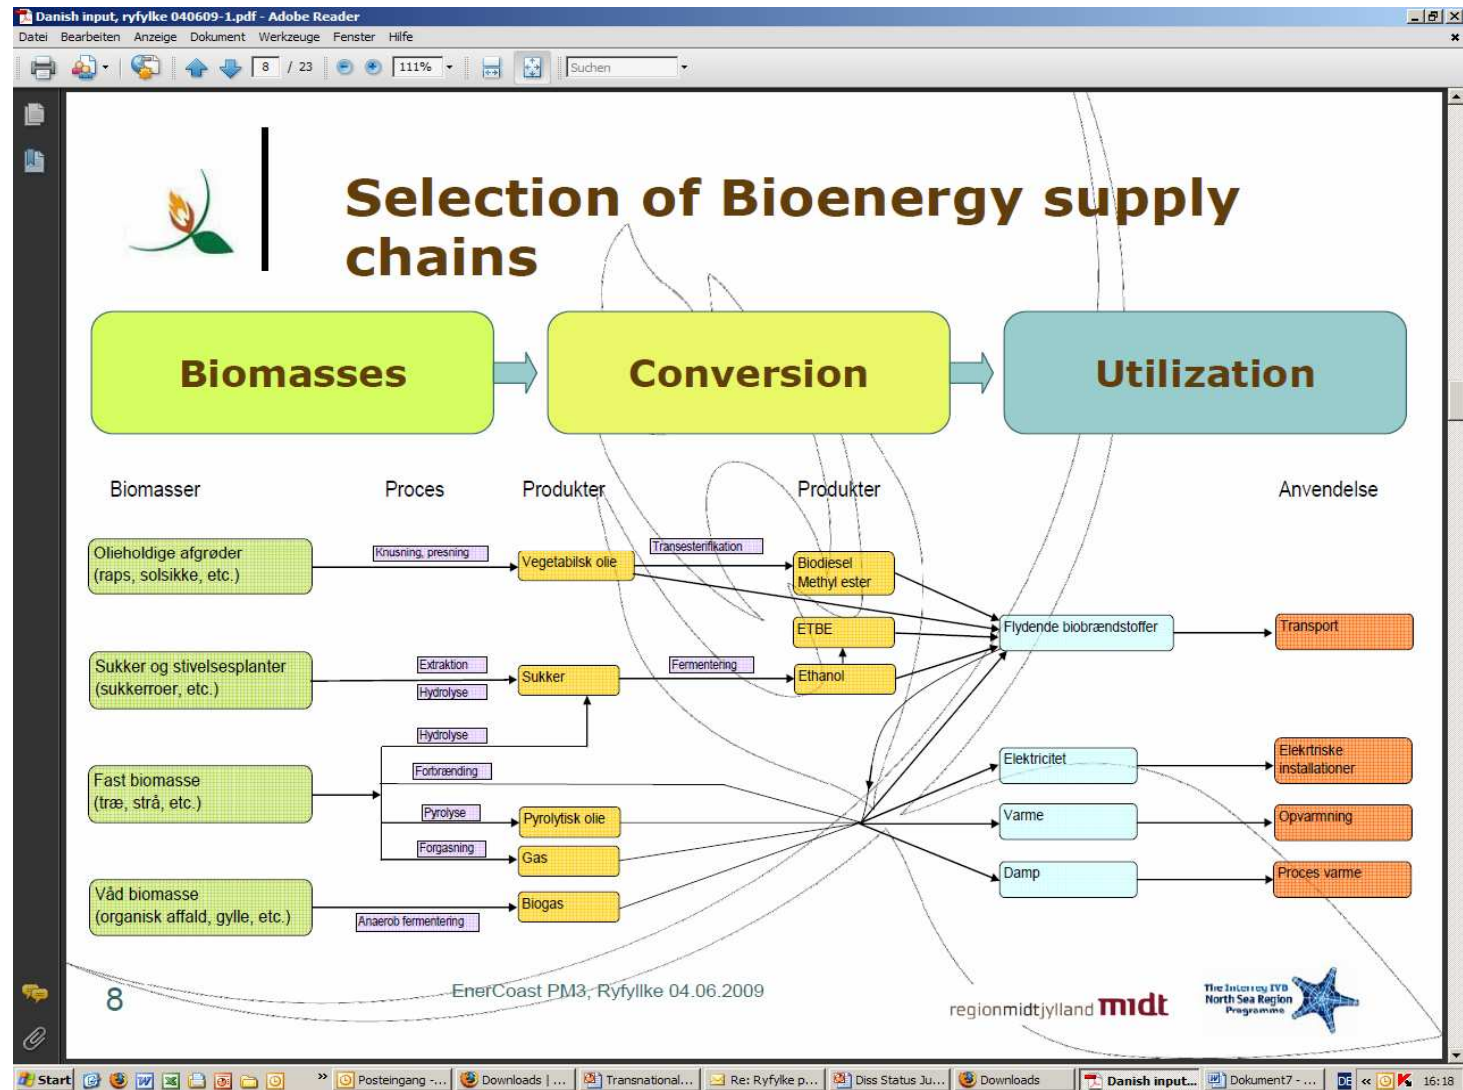 Danish input, ryfylke 040609-1.pdf - Adobe Reader
Datei Bearbeiten Anzeige Dokument Werkzeuge Fenster Hilfe
8 / 23 111% Suchen
Selection of Bioenergy supply
chains
Biomasses Conversion Utilization
Biomasser Proces Produkter Produkter Anvendelse
Olieholdige afgrøder
(raps, solsikke, etc.)
Knusning, presning
Vegetabilsk olie
Transesterifikation
Biodiesel
Methyl ester
ETBE
Flydende biobrændstoffer
Transport
Sukker og stivelsesplanter
(sukkerroer, etc.)
Extraktion
Hydrolyse
Sukker
Fermentering
Ethanol
Hydrolyse
Forbrænding
Fast biomasse
(træ, strå, etc.)
Pyrolyse
Pyrolytisk olie
Forgasning
Gas
Elektricitet
Elekrtriske
installationer
Varme
Opvarmning
Damp
Proces varme
Våd biomasse
(organisk affald, gylle, etc.)
Anaerob fermentering
Biogas
8
EnerCoast PM3, Ryfyllke 04.06.2009
regionmidtjylland midt
The Interreg IVB
North Sea Region
Programme
Start » Posteingang -... Downloads | ... Transnational... Re: Ryfylke p... Diss Status Ju... Downloads Danish input... Dokument7 - ... DE « 16:18